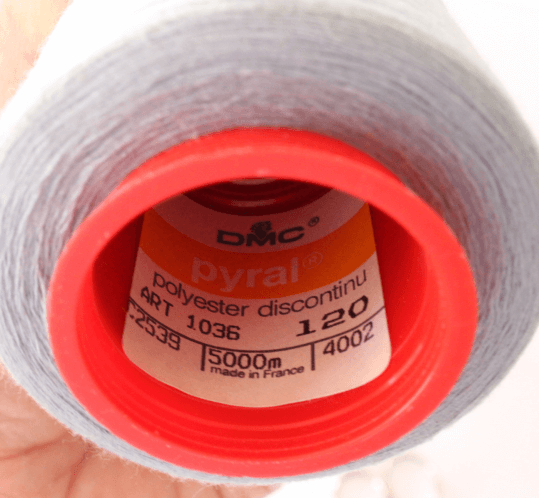 DMC®
pyral®
polyester discontinu
ART 1036 120
2539 5000m 4002
made in France